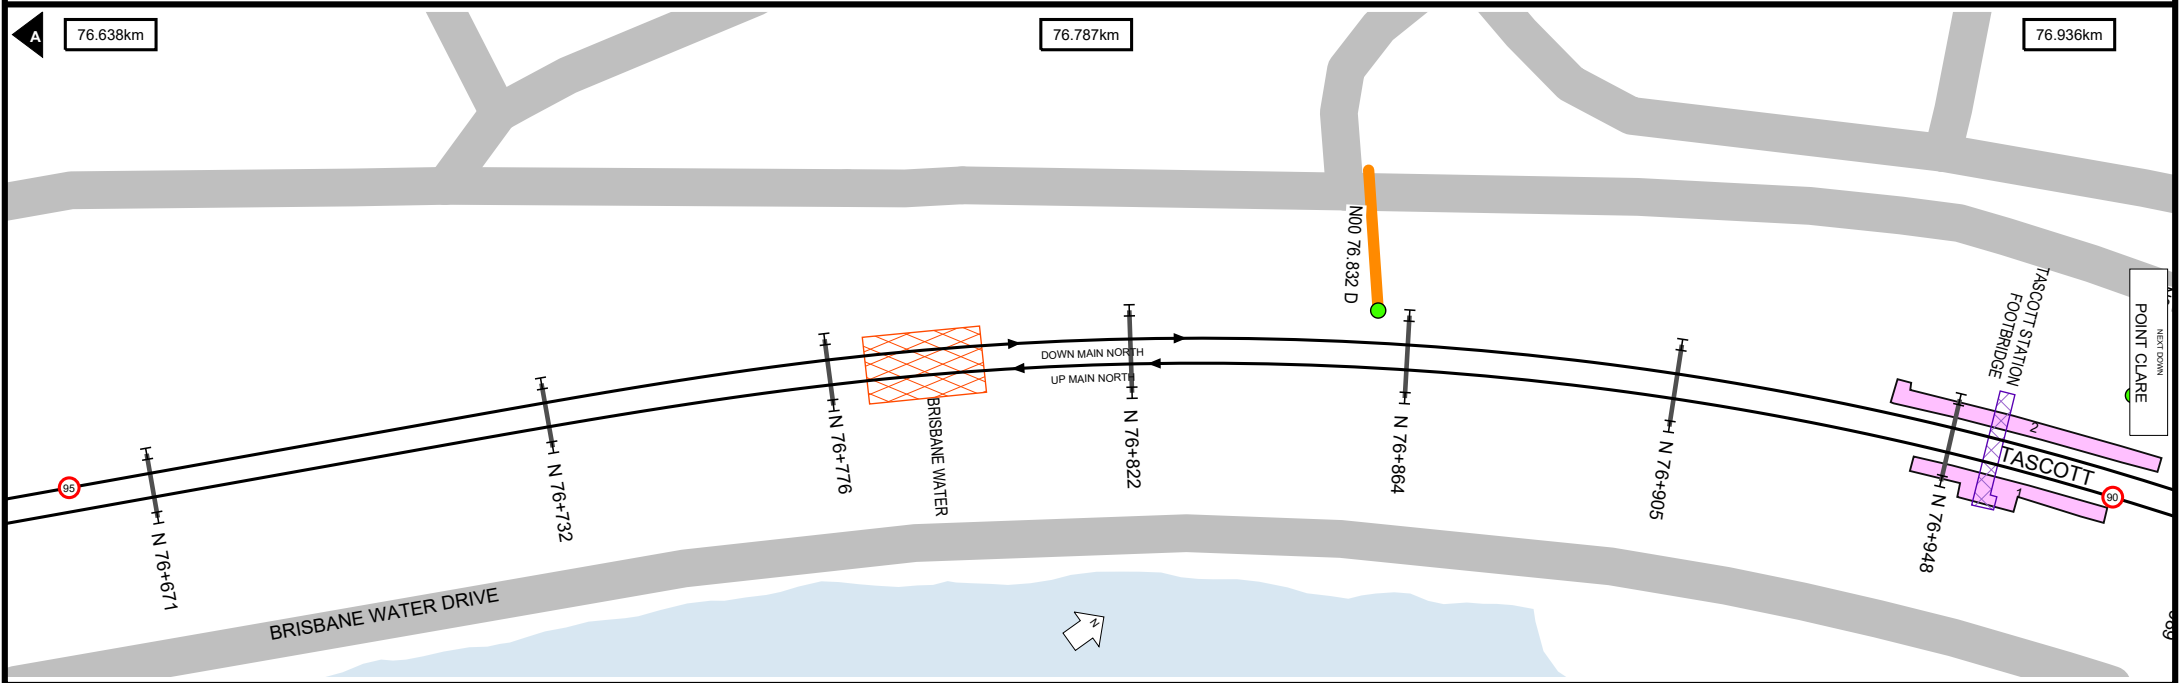 A
76.638km
76.787km
76.936km
N00 76.832 D
TASCOTT STATION
FOOTBRIDGE
NEXT DOWN
POINT CLARE
DOWN MAIN NORTH
UP MAIN NORTH
2
TASCOTT
1
95
90
N 76+671
N 76+732
N 76+776
BRISBANE WATER
N 76+822
N 76+864
N 76+905
N 76+948
BRISBANE WATER DRIVE
N